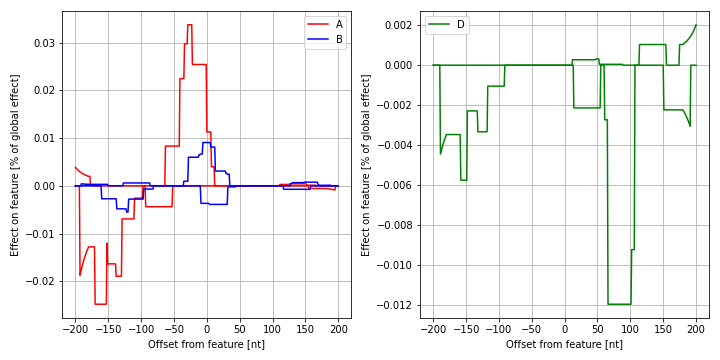 A
B
0.03
0.02
0.01
0.00
−0.01
−0.02
Effect on feature [% of global effect]
−200 −150 −100 −50 0 50 100 150 200
Offset from feature [nt]
D
0.002
0.000
−0.002
−0.004
−0.006
−0.008
−0.010
−0.012
Effect on feature [% of global effect]
−200 −150 −100 −50 0 50 100 150 200
Offset from feature [nt]